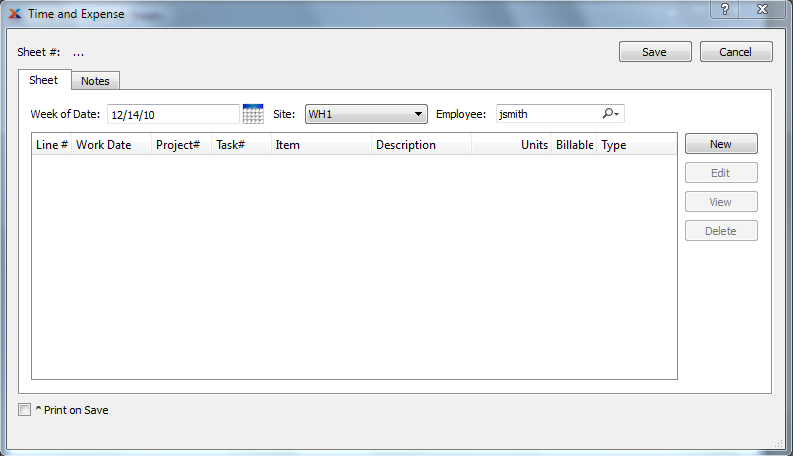 Time and Expense
Sheet #: ...
Save
Cancel
Sheet
Notes
Week of Date: 12/14/10
Site: WH1
Employee: jsmith
Line # Work Date Project# Task# Item Description Units Billable Type
New
Edit
View
Delete
^ Print on Save